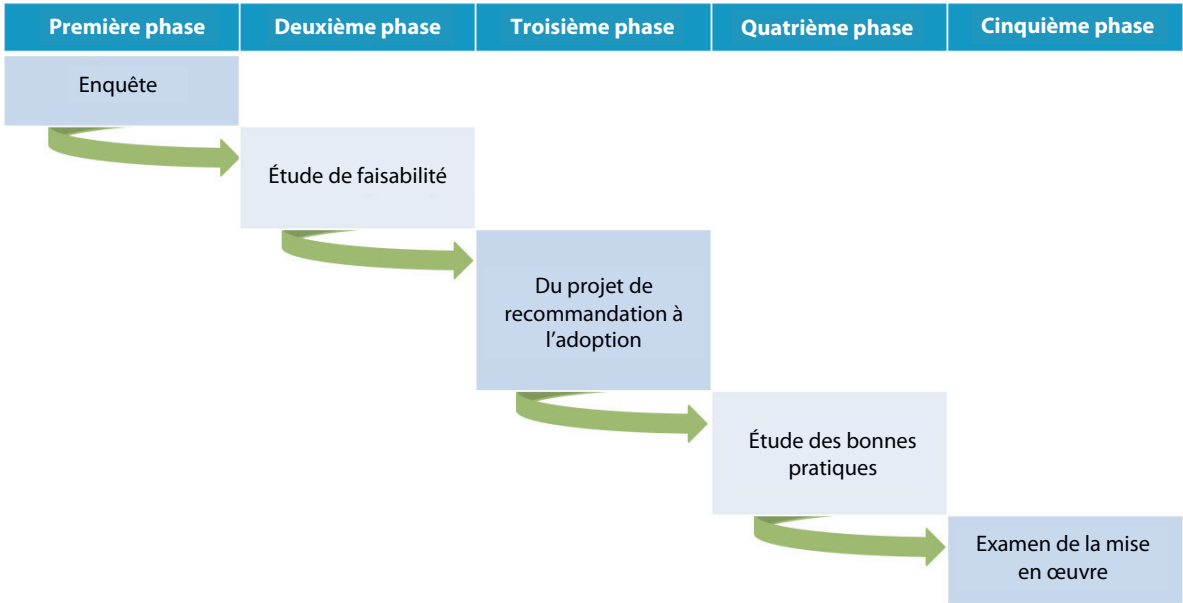 Première phase
Deuxième phase
Troisième phase
Quatrième phase
Cinquième phase
Enquête
Étude de faisabilité
Du projet de
recommandation à
l’adoption
Étude des bonnes
pratiques
Examen de la mise
en œuvre